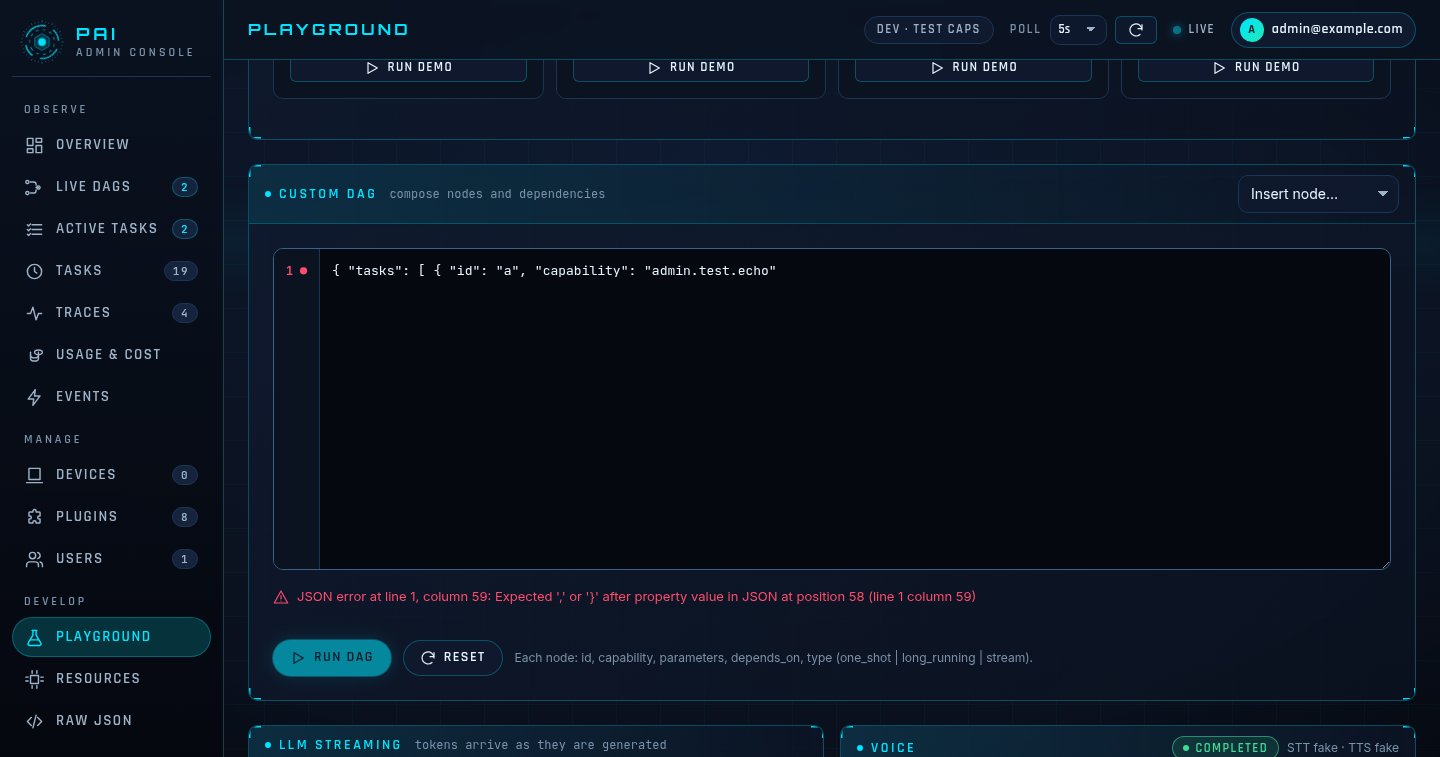 PAI
ADMIN CONSOLE
OBSERVE
OVERVIEW
LIVE DAGS 2
ACTIVE TASKS 2
TASKS 19
TRACES 4
USAGE & COST
EVENTS
MANAGE
DEVICES 0
PLUGINS 8
USERS 1
DEVELOP
PLAYGROUND
RESOURCES
RAW JSON
PLAYGROUND
DEV · TEST CAPS POLL 5s LIVE A admin@example.com
RUN DEMO RUN DEMO RUN DEMO RUN DEMO
CUSTOM DAG compose nodes and dependencies Insert node...
1 { "tasks": [ { "id": "a", "capability": "admin.test.echo"
JSON error at line 1, column 59: Expected ',' or '}' after property value in JSON at position 58 (line 1 column 59)
RUN DAG RESET Each node: id, capability, parameters, depends_on, type (one_shot | long_running | stream).
LLM STREAMING tokens arrive as they are generated
VOICE COMPLETED STT fake · TTS fake